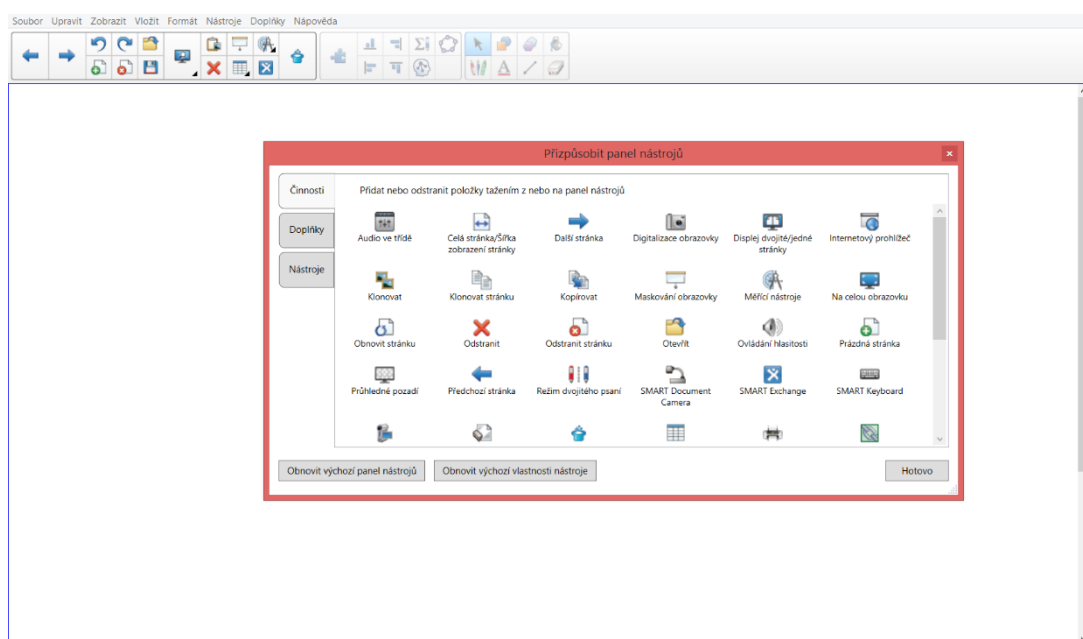 Soubor Upravit Zobrazit Vložit Formát Nástroje Doplňky Nápověda
Přizpůsobit panel nástrojů
Činnosti
Doplňky
Nástroje
Přidat nebo odstranit položky tažením z nebo na panel nástrojů
Audio ve třídě
Celá stránka/Šířka
zobrazení stránky
Další stránka
Digitalizace obrazovky
Displej dvojité/jedné
stránky
Internetový prohlížeč
Klonovat
Klonovat stránku
Kopírovat
Maskování obrazovky
Měřící nástroje
Na celou obrazovku
Obnovit stránku
Odstranit
Odstranit stránku
Otevřít
Ovládání hlasitosti
Prázdná stránka
Průhledné pozadí
Předchozí stránka
Režim dvojitého psaní
SMART Document
Camera
SMART Exchange
SMART Keyboard
Obnovit výchozí panel nástrojů
Obnovit výchozí vlastnosti nástroje
Hotovo